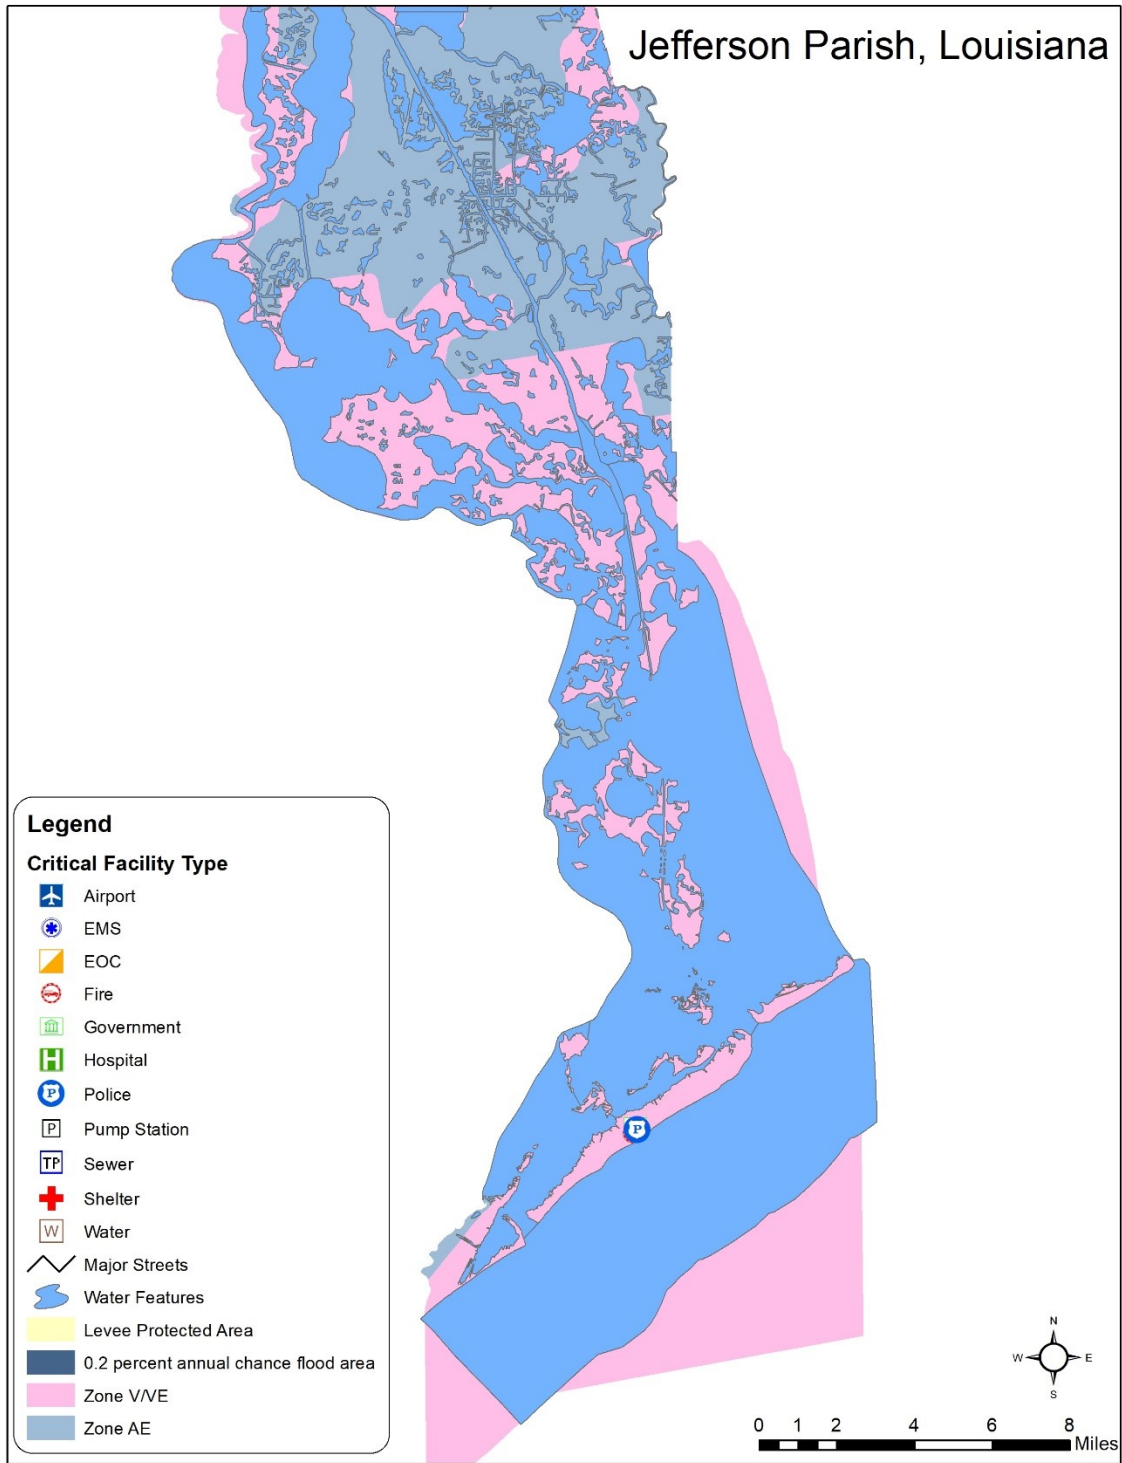 Jefferson Parish, Louisiana
P
Legend
Critical Facility Type
Airport
EMS
EOC
Fire
Government
H Hospital
P Police
P Pump Station
TP Sewer
Shelter
W Water
Major Streets
Water Features
Levee Protected Area
0.2 percent annual chance flood area
Zone V/VE
Zone AE
N
W E
S
0 1 2 4 6 8
Miles